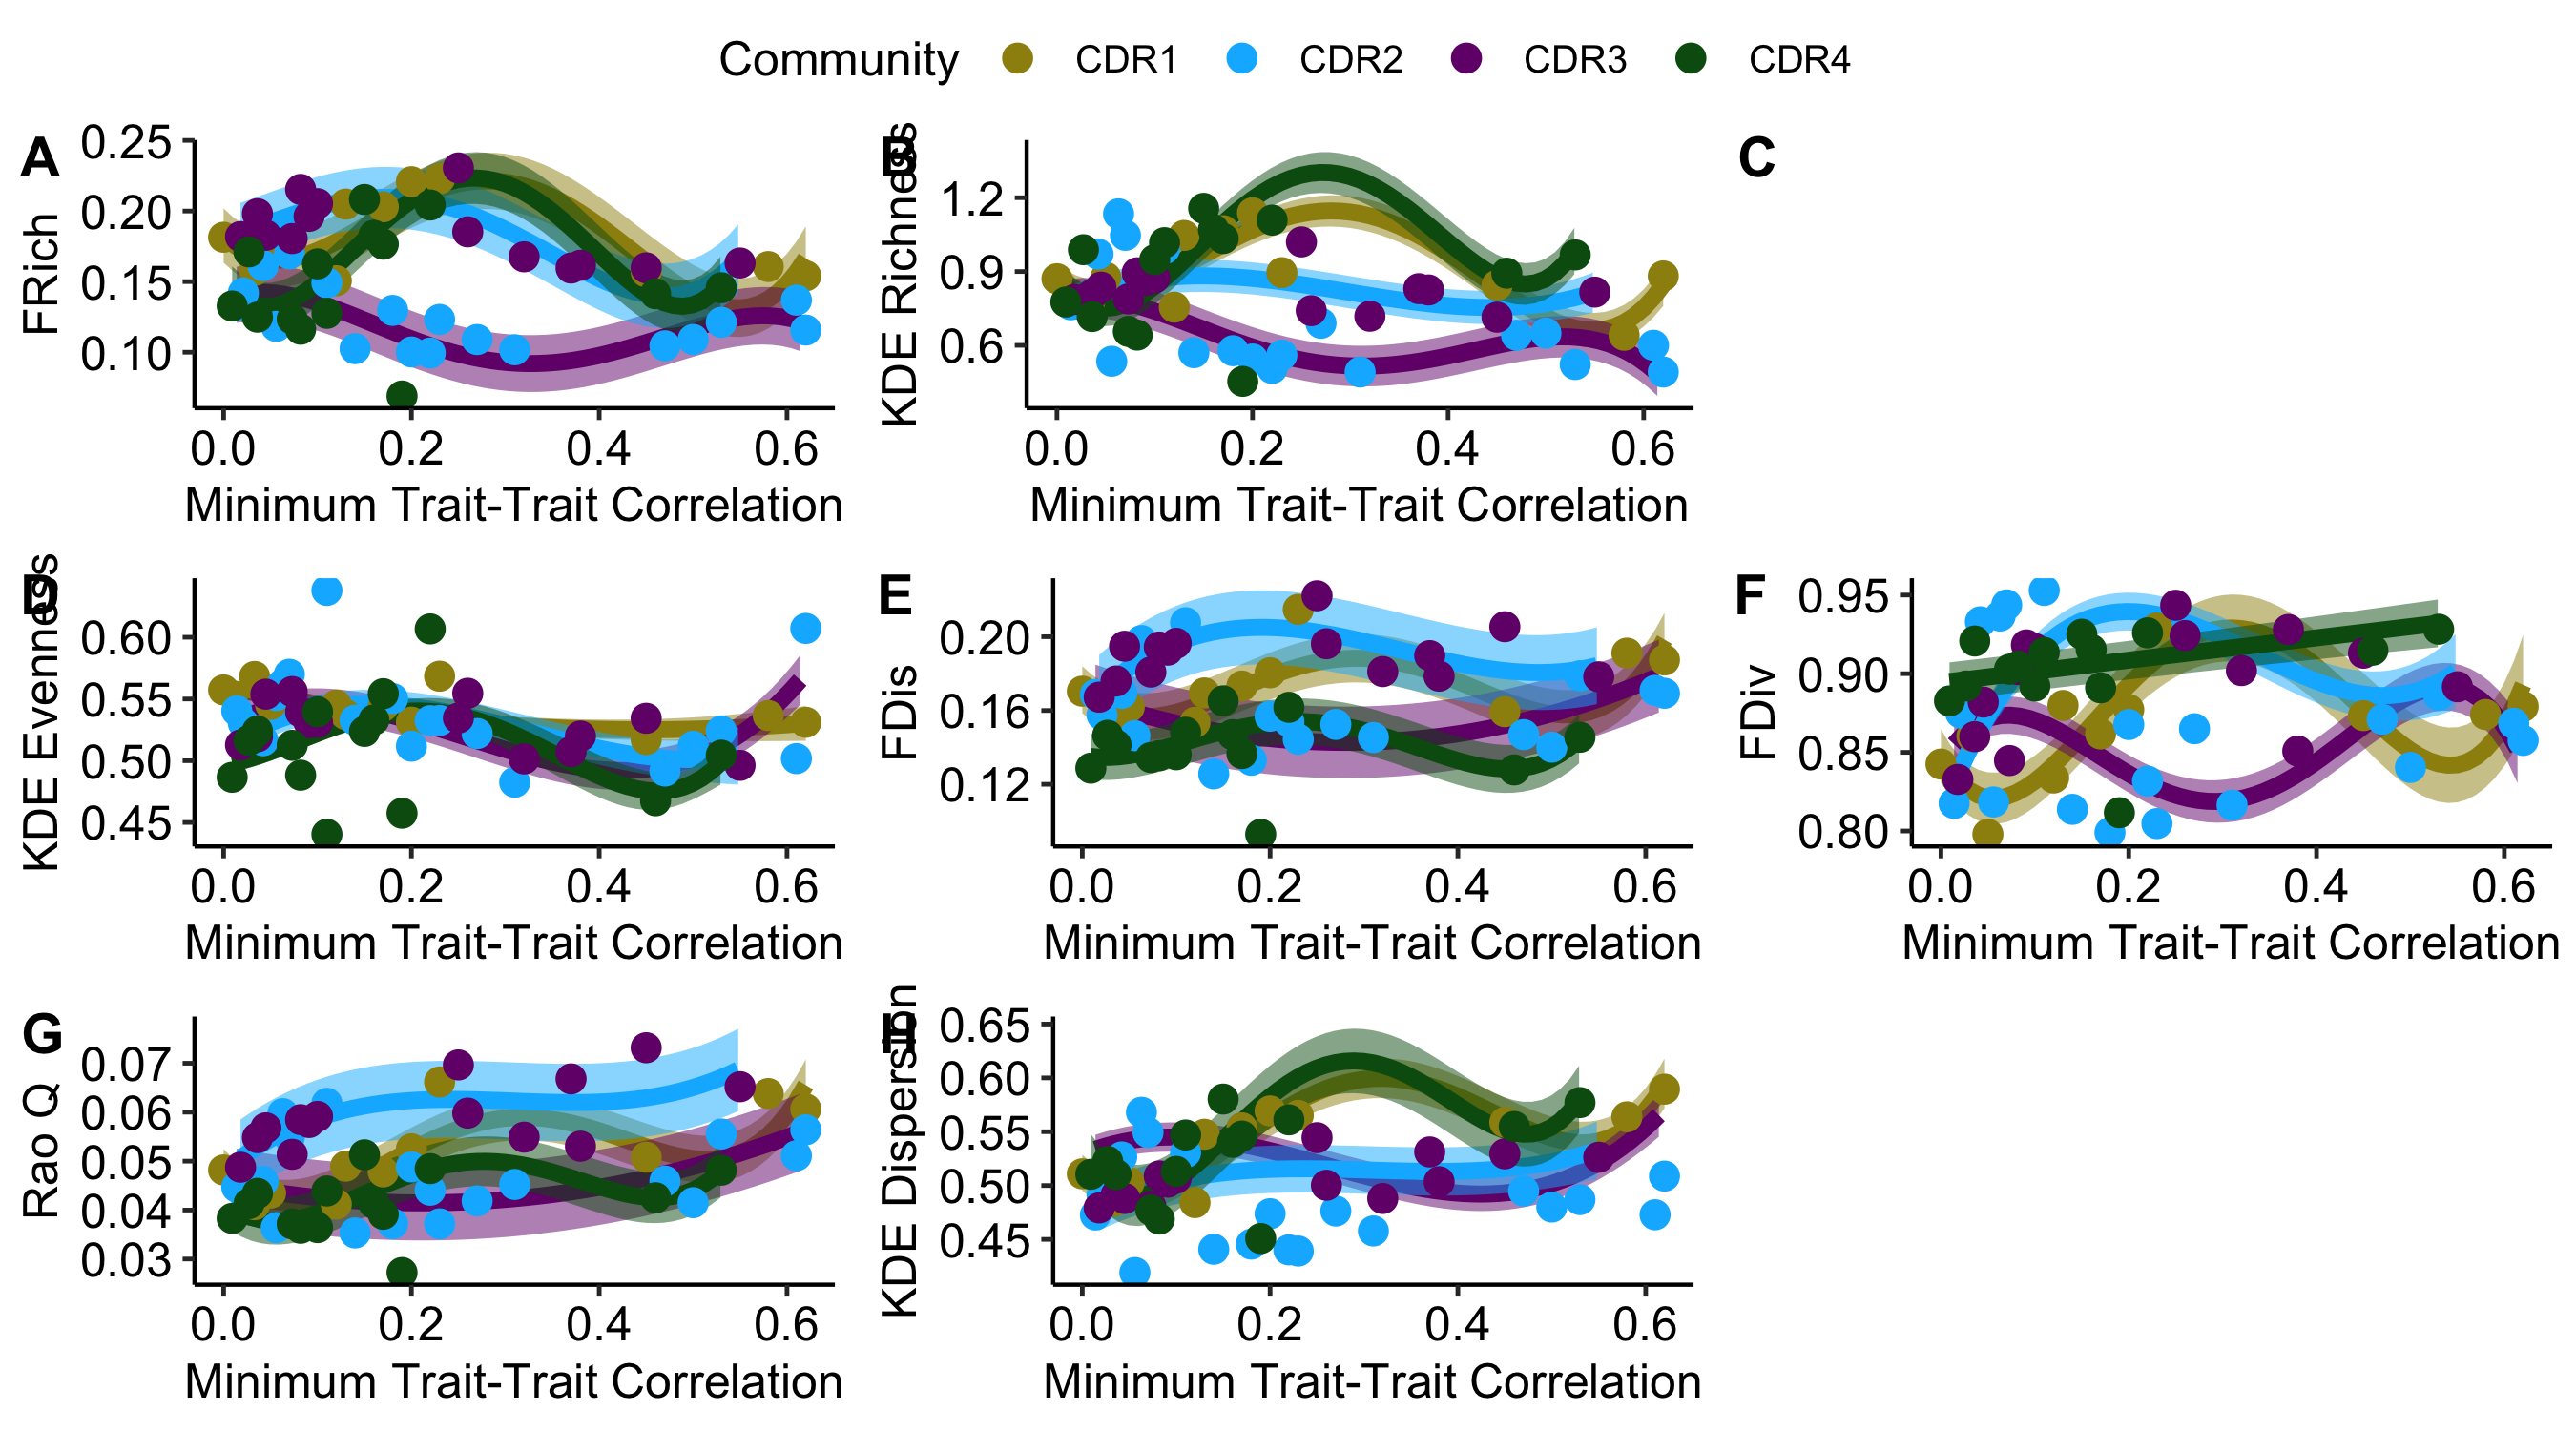 Community CDR1 CDR2 CDR3 CDR4
A
FRich
0.25
0.20
0.15
0.10
0.0 0.2 0.4 0.6
Minimum Trait-Trait Correlation
B
KDE Richness
1.2
0.9
0.6
0.0 0.2 0.4 0.6
Minimum Trait-Trait Correlation
C
D
KDE Evenness
0.60
0.55
0.50
0.45
0.0 0.2 0.4 0.6
Minimum Trait-Trait Correlation
E
FDis
0.20
0.16
0.12
0.0 0.2 0.4 0.6
Minimum Trait-Trait Correlation
F
FDiv
0.95
0.90
0.85
0.80
0.0 0.2 0.4 0.6
Minimum Trait-Trait Correlation
G
Rao Q
0.07
0.06
0.05
0.04
0.03
0.0 0.2 0.4 0.6
Minimum Trait-Trait Correlation
H
KDE Dispersion
0.65
0.60
0.55
0.50
0.45
0.0 0.2 0.4 0.6
Minimum Trait-Trait Correlation